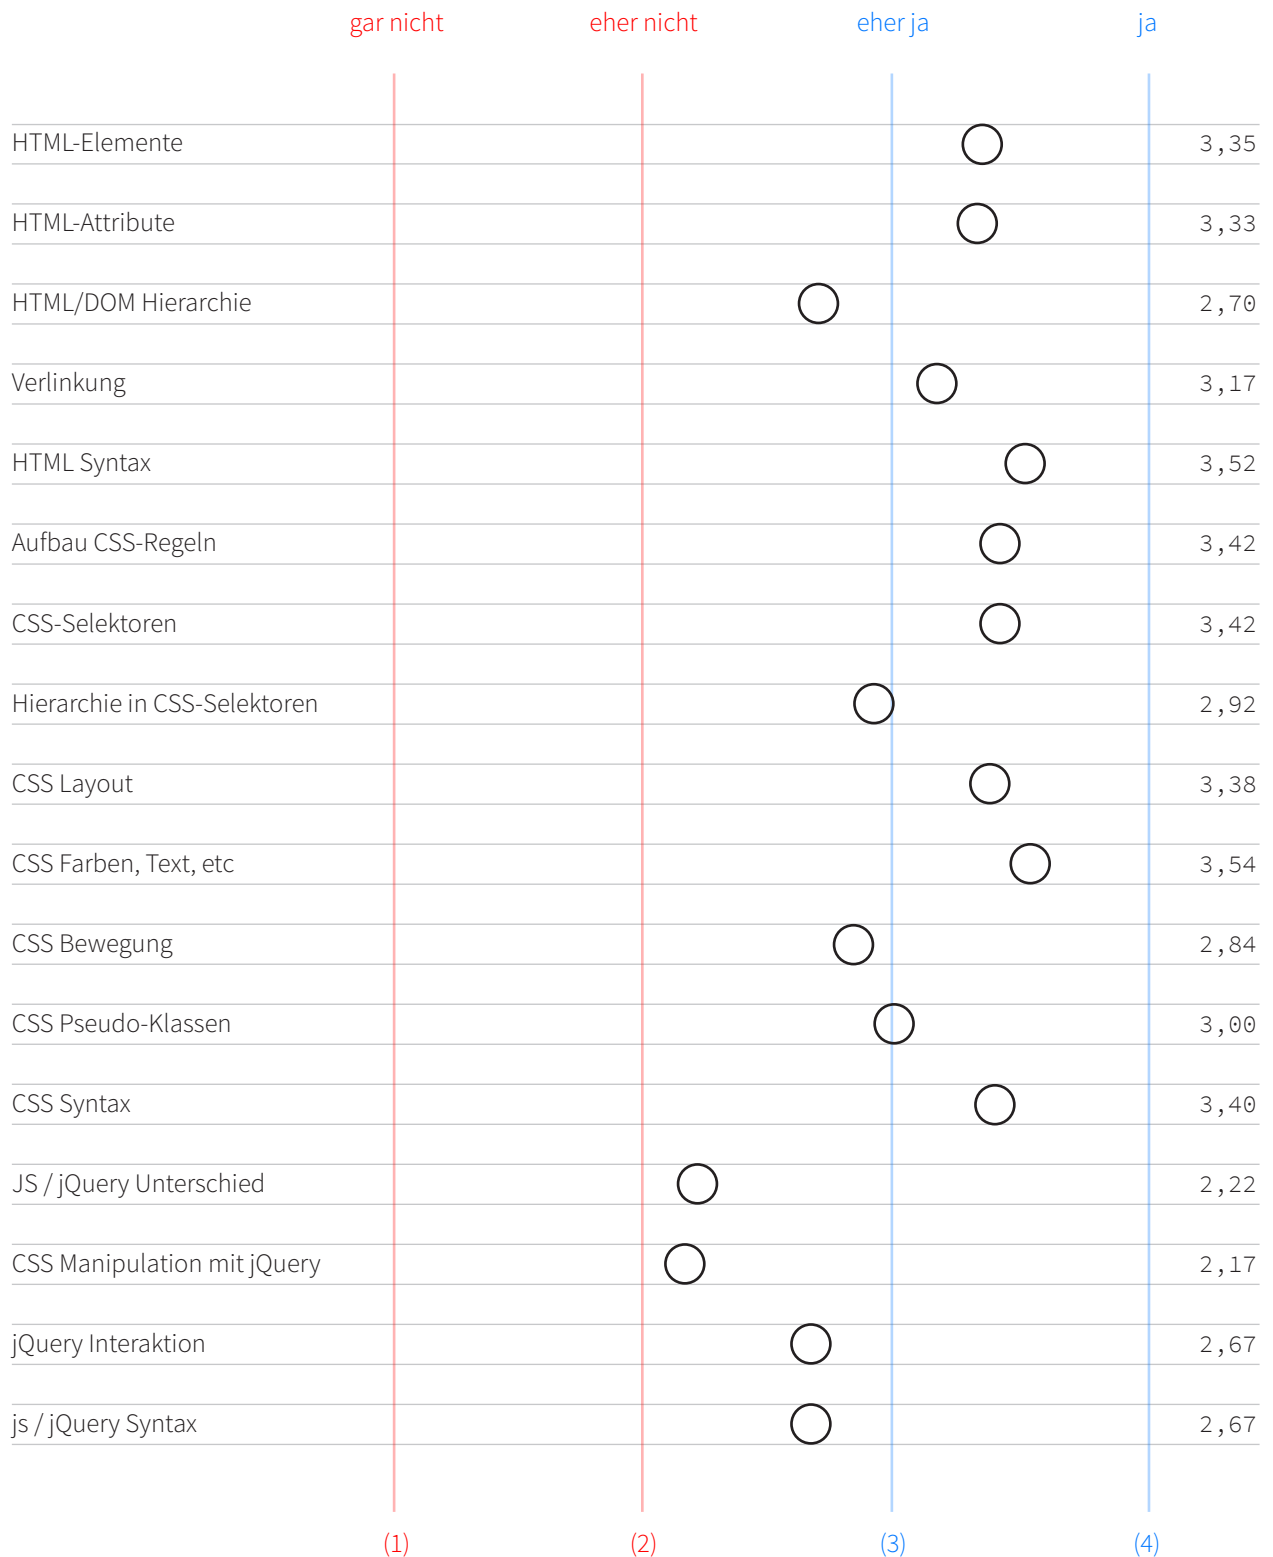 gar nicht eher nicht eher ja ja
HTML-Elemente 3,35
HTML-Attribute 3,33
HTML/DOM Hierarchie 2,70
Verlinkung 3,17
HTML Syntax 3,52
Aufbau CSS-Regeln 3,42
CSS-Selektoren 3,42
Hierarchie in CSS-Selektoren 2,92
CSS Layout 3,38
CSS Farben, Text, etc 3,54
CSS Bewegung 2,84
CSS Pseudo-Klassen 3,00
CSS Syntax 3,40
JS / jQuery Unterschied 2,22
CSS Manipulation mit jQuery 2,17
jQuery Interaktion 2,67
js / jQuery Syntax 2,67
(1) (2) (3) (4)